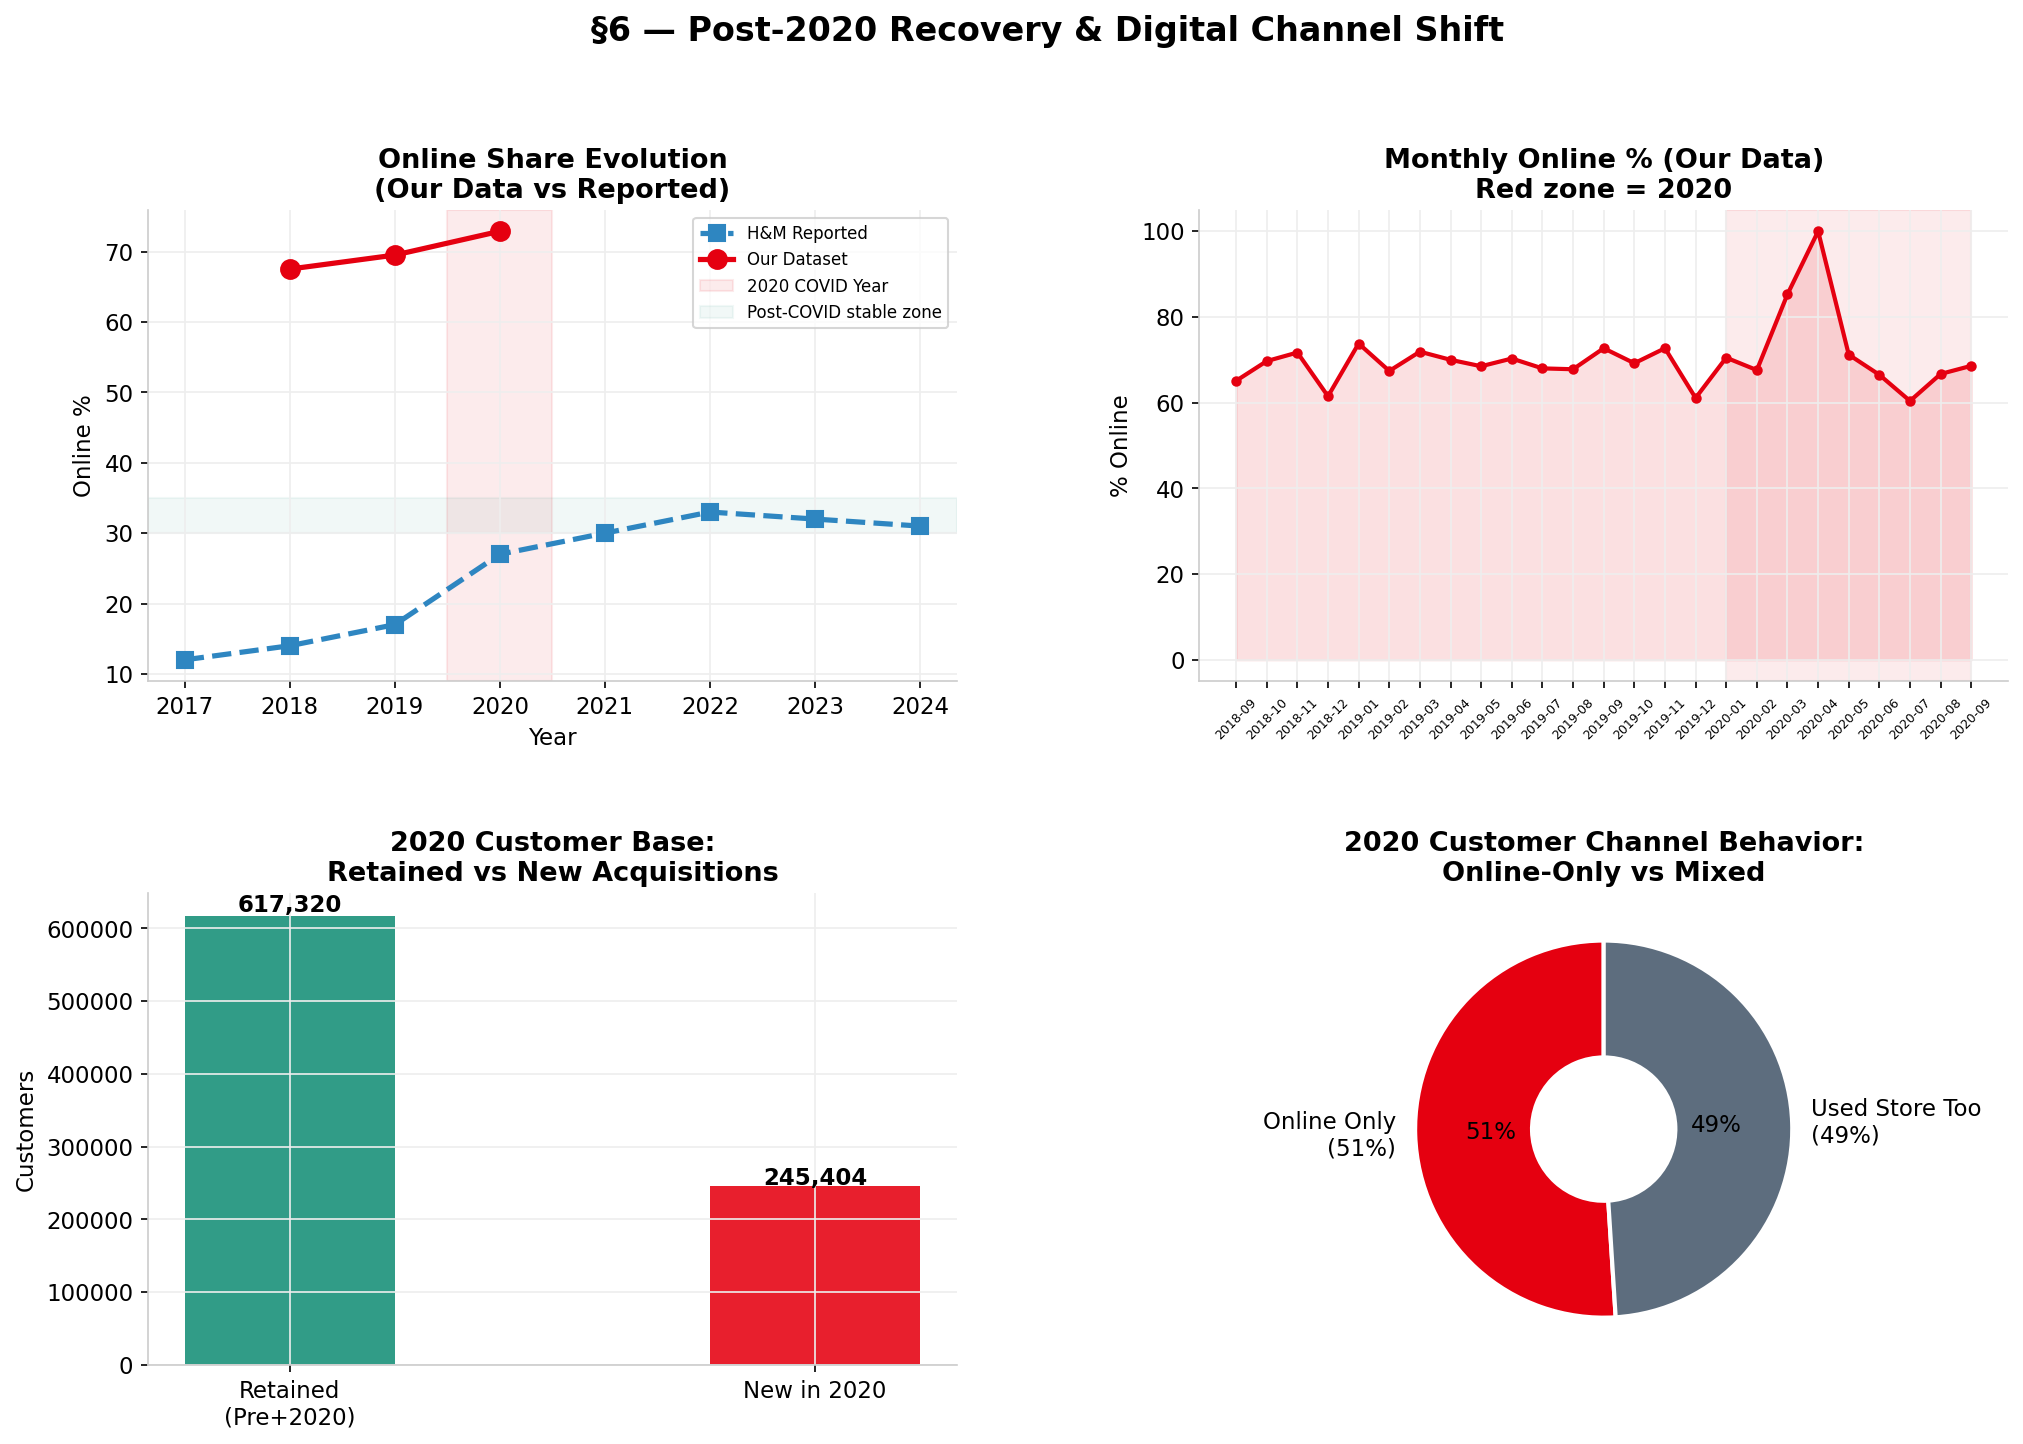 §6 — Post-2020 Recovery & Digital Channel Shift
Online Share Evolution
(Our Data vs Reported)
70
60
50
40
30
20
10
Online %
2017
2018
2019
2020
2021
2022
2023
2024
Year
H&M Reported
Our Dataset
2020 COVID Year
Post-COVID stable zone
Monthly Online % (Our Data)
Red zone = 2020
100
80
60
40
20
0
% Online
2018-09
2018-10
2018-11
2018-12
2019-01
2019-02
2019-03
2019-04
2019-05
2019-06
2019-07
2019-08
2019-09
2019-10
2019-11
2019-12
2020-01
2020-02
2020-03
2020-04
2020-05
2020-06
2020-07
2020-08
2020-09
2020 Customer Base:
Retained vs New Acquisitions
600000
500000
400000
300000
200000
100000
0
Customers
617,320
245,404
Retained
(Pre+2020)
New in 2020
2020 Customer Channel Behavior:
Online-Only vs Mixed
Online Only
(51%)
51%
49%
Used Store Too
(49%)